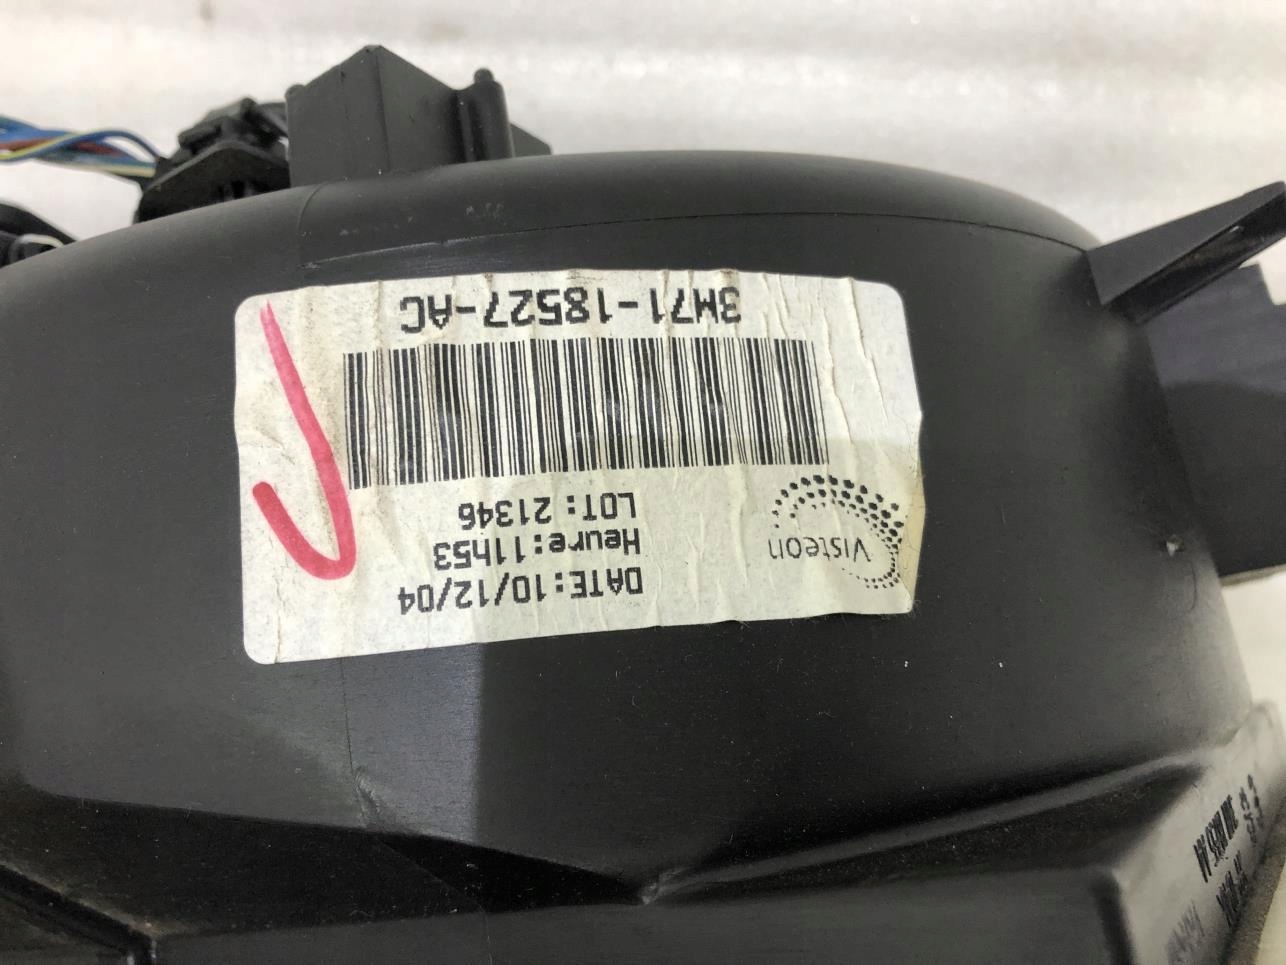 DATE:10/12/04
Heure:11h53
LOT:21346
Visteon
3M71-18527-AC